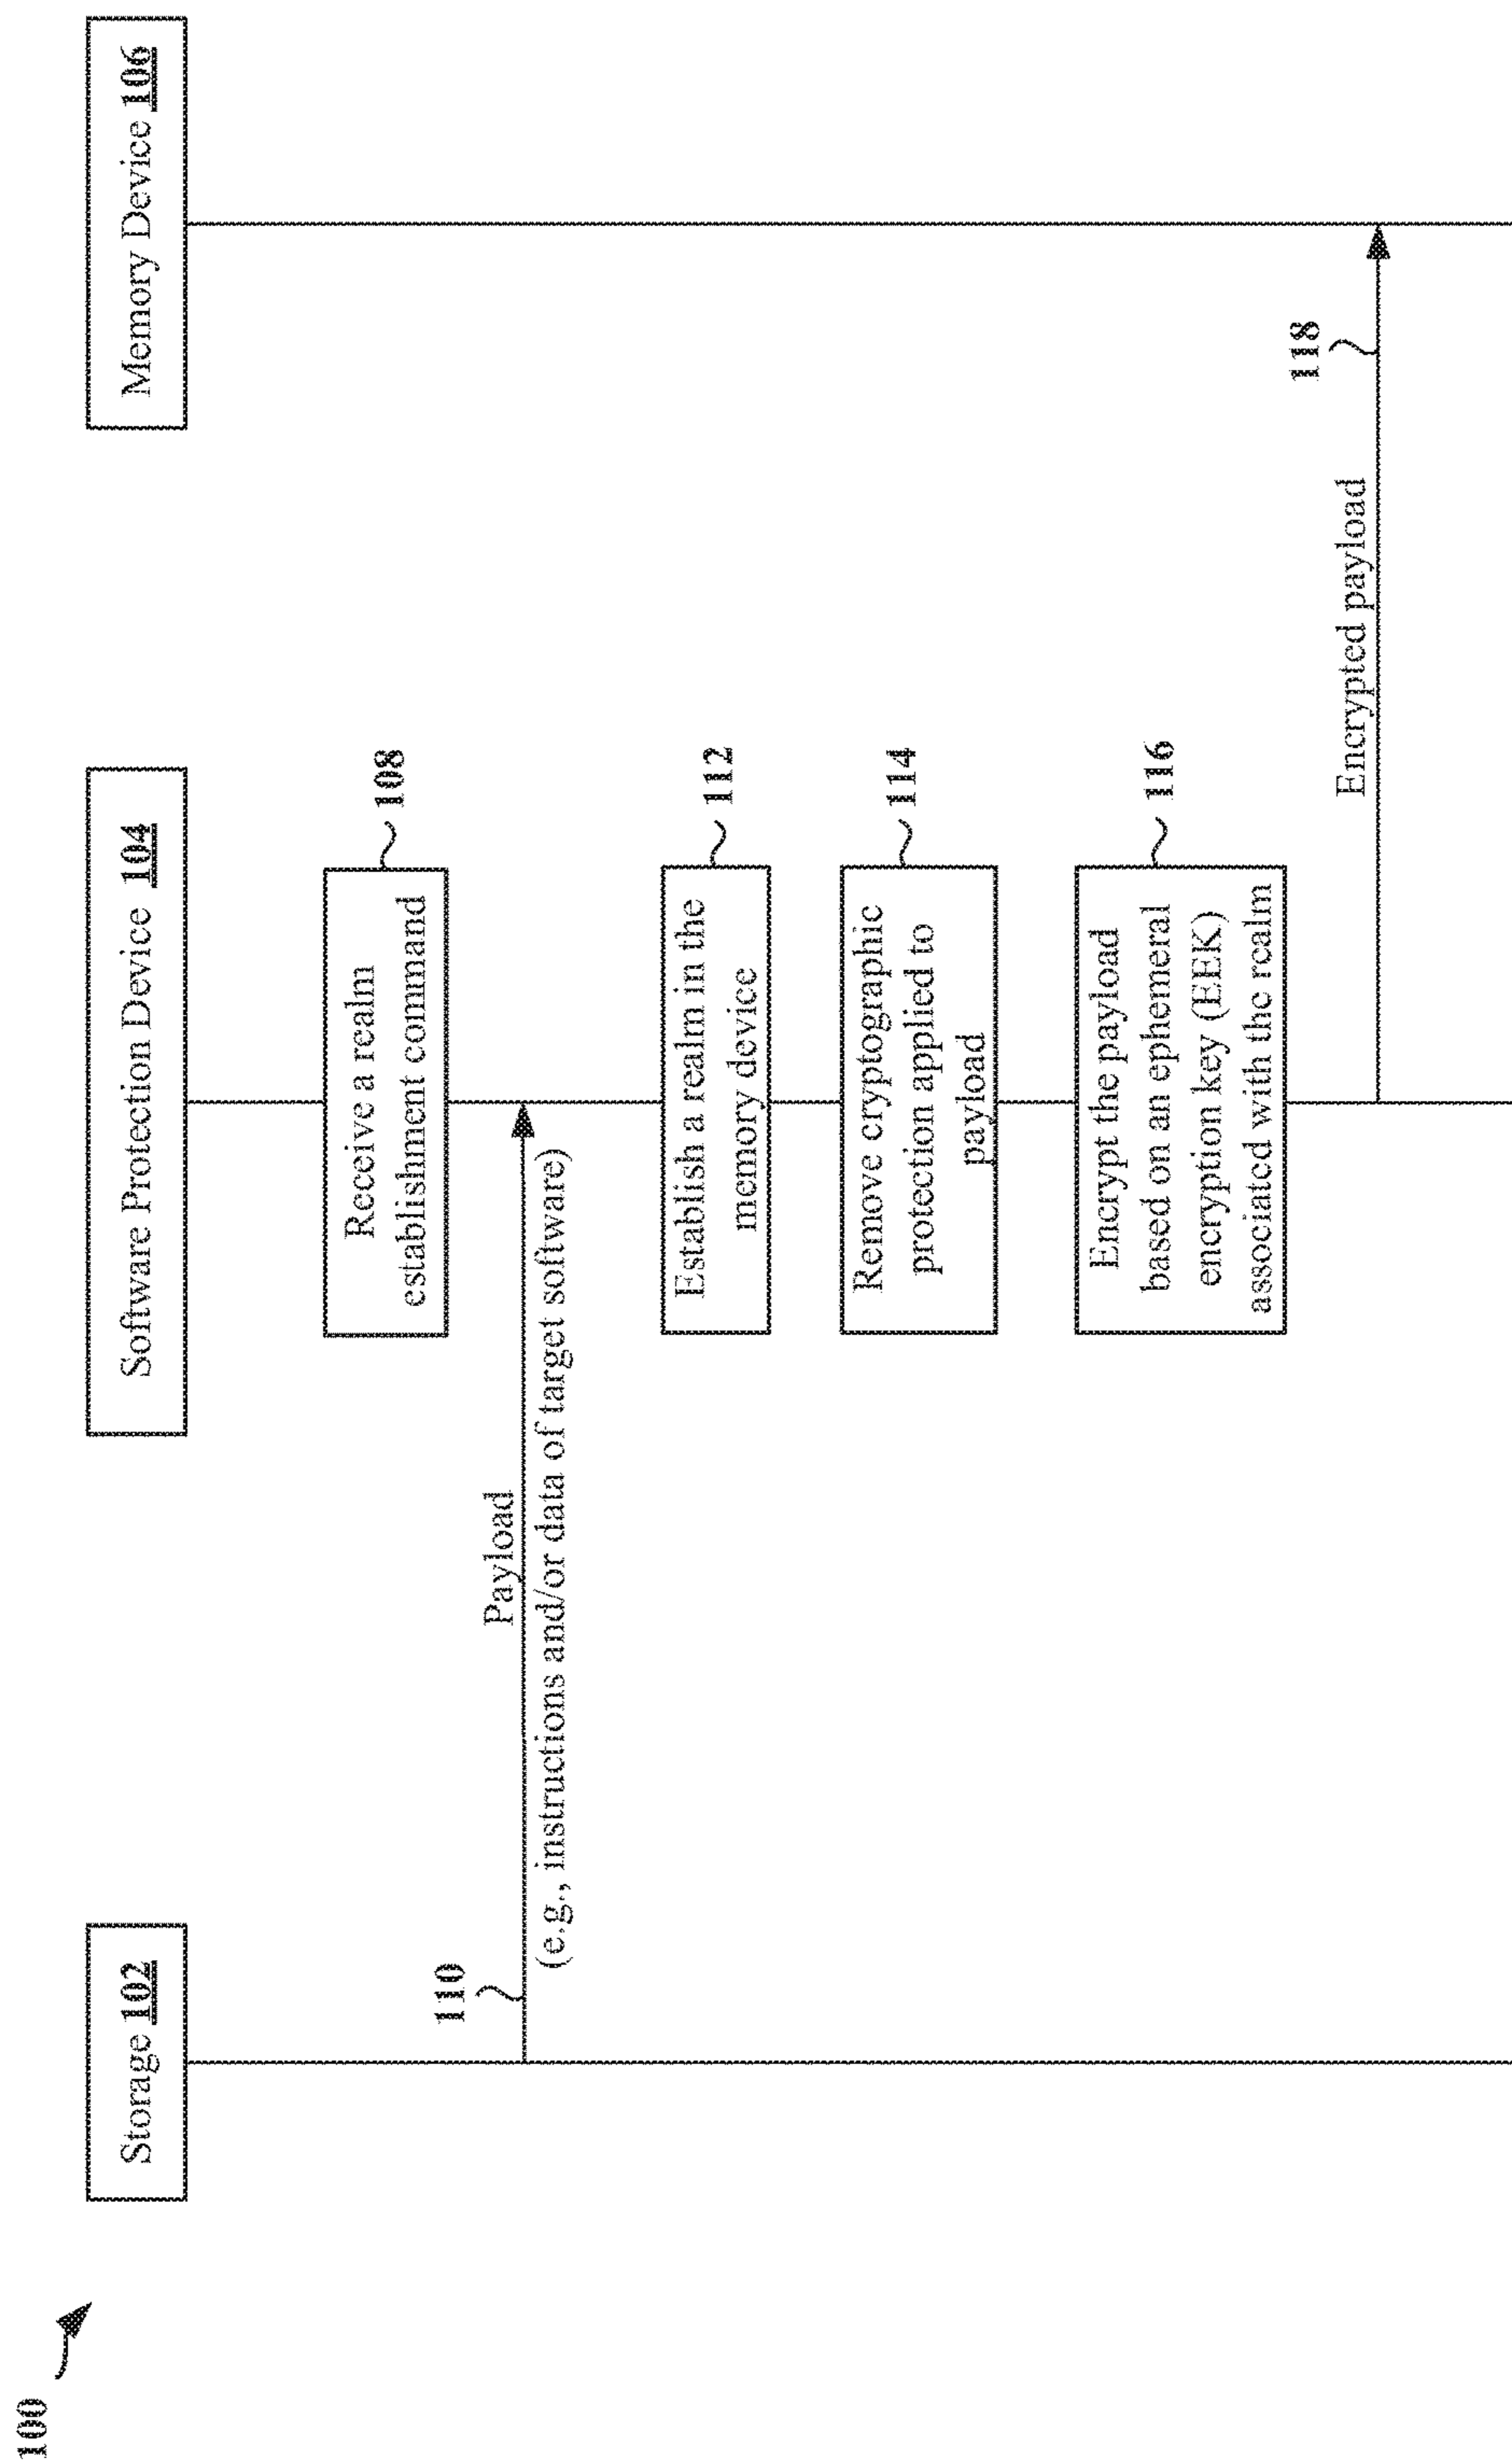 100
Storage 102
Software Protection Device 104
Memory Device 106
Receive a realm
establishment command
108
110
Payload
(e.g., instructions and/or data of target software)
Establish a realm in the
memory device
112
Remove cryptographic
protection applied to
payload
114
Encrypt the payload
based on an ephemeral
encryption key (EEK)
associated with the realm
116
118
Encrypted payload